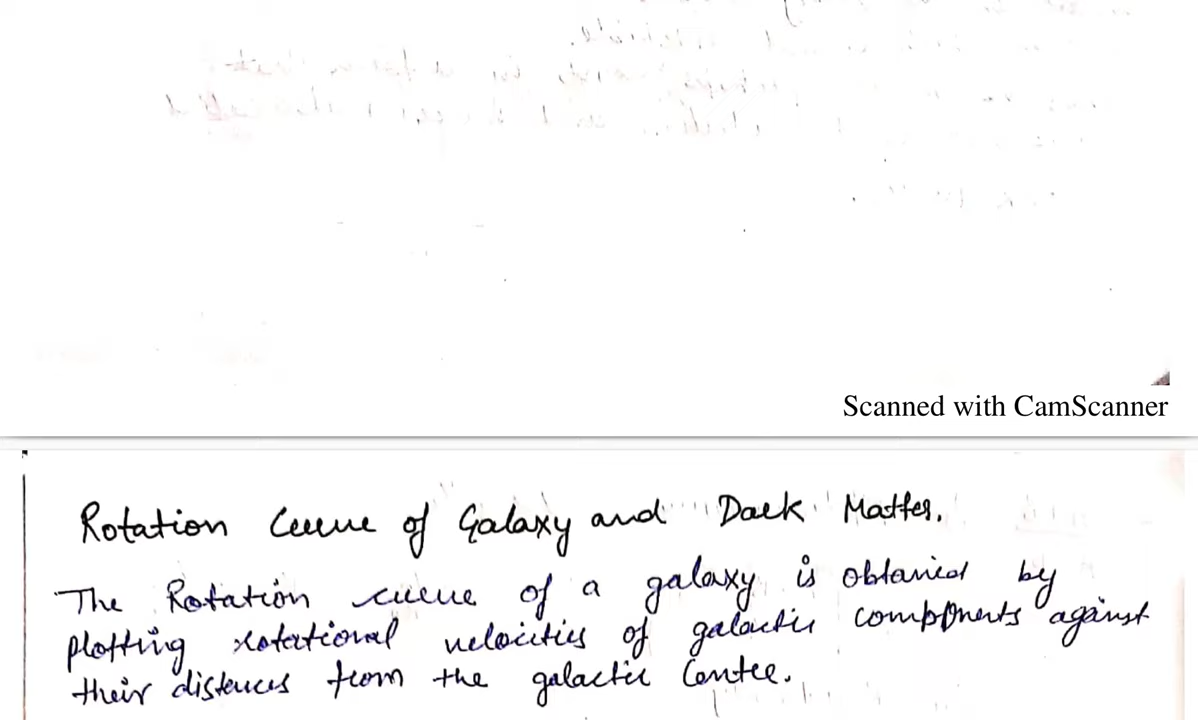 Scanned with CamScanner
Rotation Curve of Galaxy and Dark Matter.
The Rotation curve of a galaxy is obtained by
plotting rotational velocities of galactic components against
their distances from the galactic Centre.